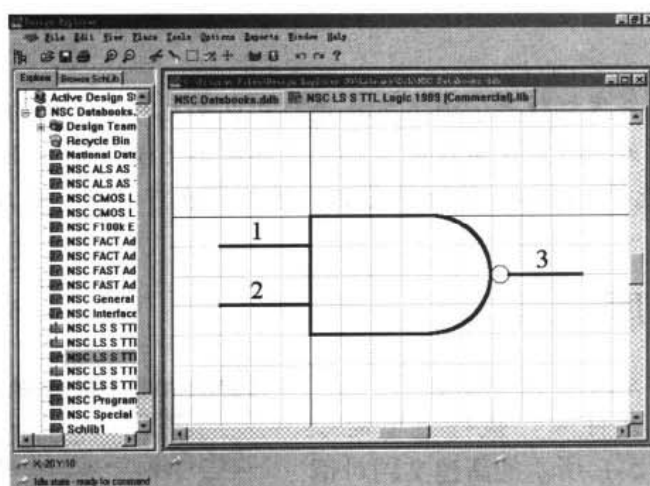 Design Explorer
File Edit View Place Tools Options Reports Window Help
Explorer Browse SchLib
Active Design St
NSC Databooks.
Design Team
Recycle Bin
National Data
NSC ALS AS
NSC ALS AS
NSC CMOS L
NSC CMOS L
NSC F100k E
NSC FACT Ad
NSC FACT Ad
NSC FAST Ad
NSC FAST Ad
NSC General
NSC Interface
NSC LS S TTL
NSC LS S TTL
NSC LS S TTL
NSC LS S TTL
NSC LS S TTL
NSC Program
NSC Special
Schlib1
NSC Databooks.ddb NSC LS S TTL Logic 1989 (Commercial).lib
1
2
3
X:-20 Y:10
Idle state - ready for command